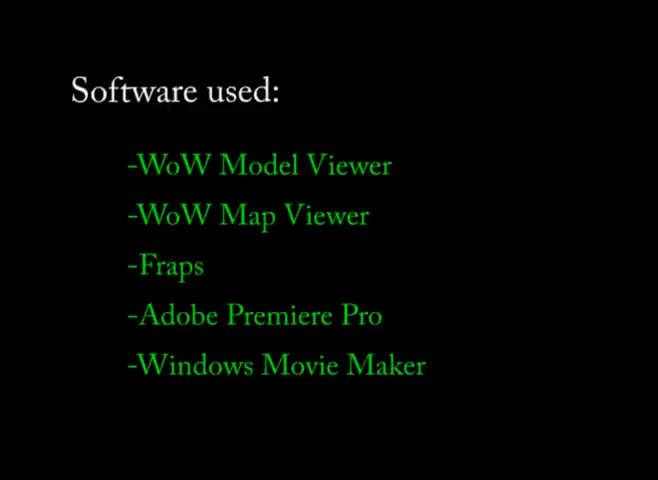 Software used:
-WoW Model Viewer
-WoW Map Viewer
-Fraps
-Adobe Premiere Pro
-Windows Movie Maker